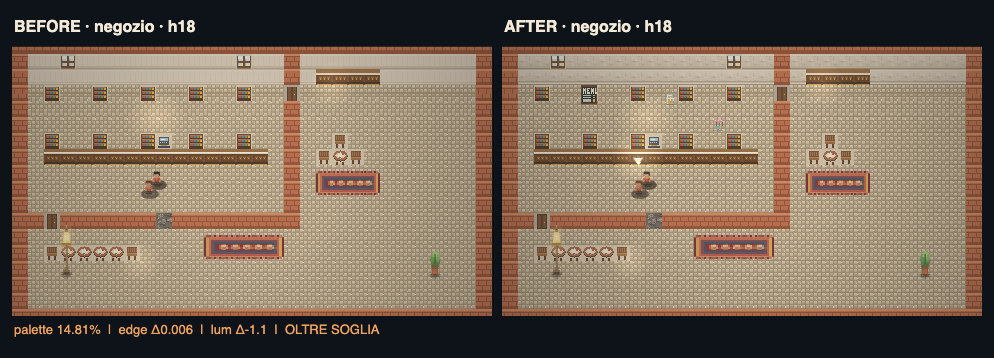 BEFORE · negozio · h18
AFTER · negozio · h18
MENU
palette 14.81% | edge Δ0.006 | lum Δ-1.1 | OLTRE SOGLIA